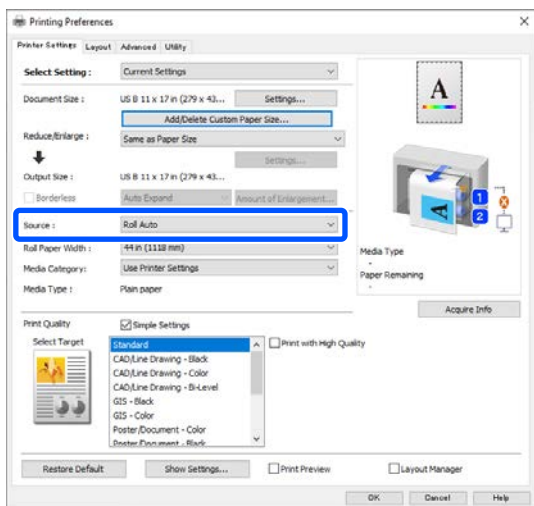 Printing Preferences
Printer Settings Layout Advanced Utility
Select Setting : Current Settings
Document Size : US B 11 x 17 in (279 x 43... Settings...
Add/Delete Custom Paper Size...
Reduce/Enlarge : Same as Paper Size
Settings...
Output Size : US B 11 x 17 in (279 x 43...
Borderless Auto Expand Amount of Enlargement...
Source : Roll Auto
Roll Paper Width : 44 in (1118 mm)
Media Category: Use Printer Settings
Media Type : Plain paper
A
A
1
2
Media Type
-
Paper Remaining
-
Acquire Info
Print Quality Simple Settings
Select Target
Standard
CAD/Line Drawing - Black
CAD/Line Drawing - Color
CAD/Line Drawing - Bi-Level
GIS - Black
GIS - Color
Poster/Document - Color
Poster/Document - Black
Print with High Quality
Restore Default Show Settings... Print Preview Layout Manager
OK Cancel Help